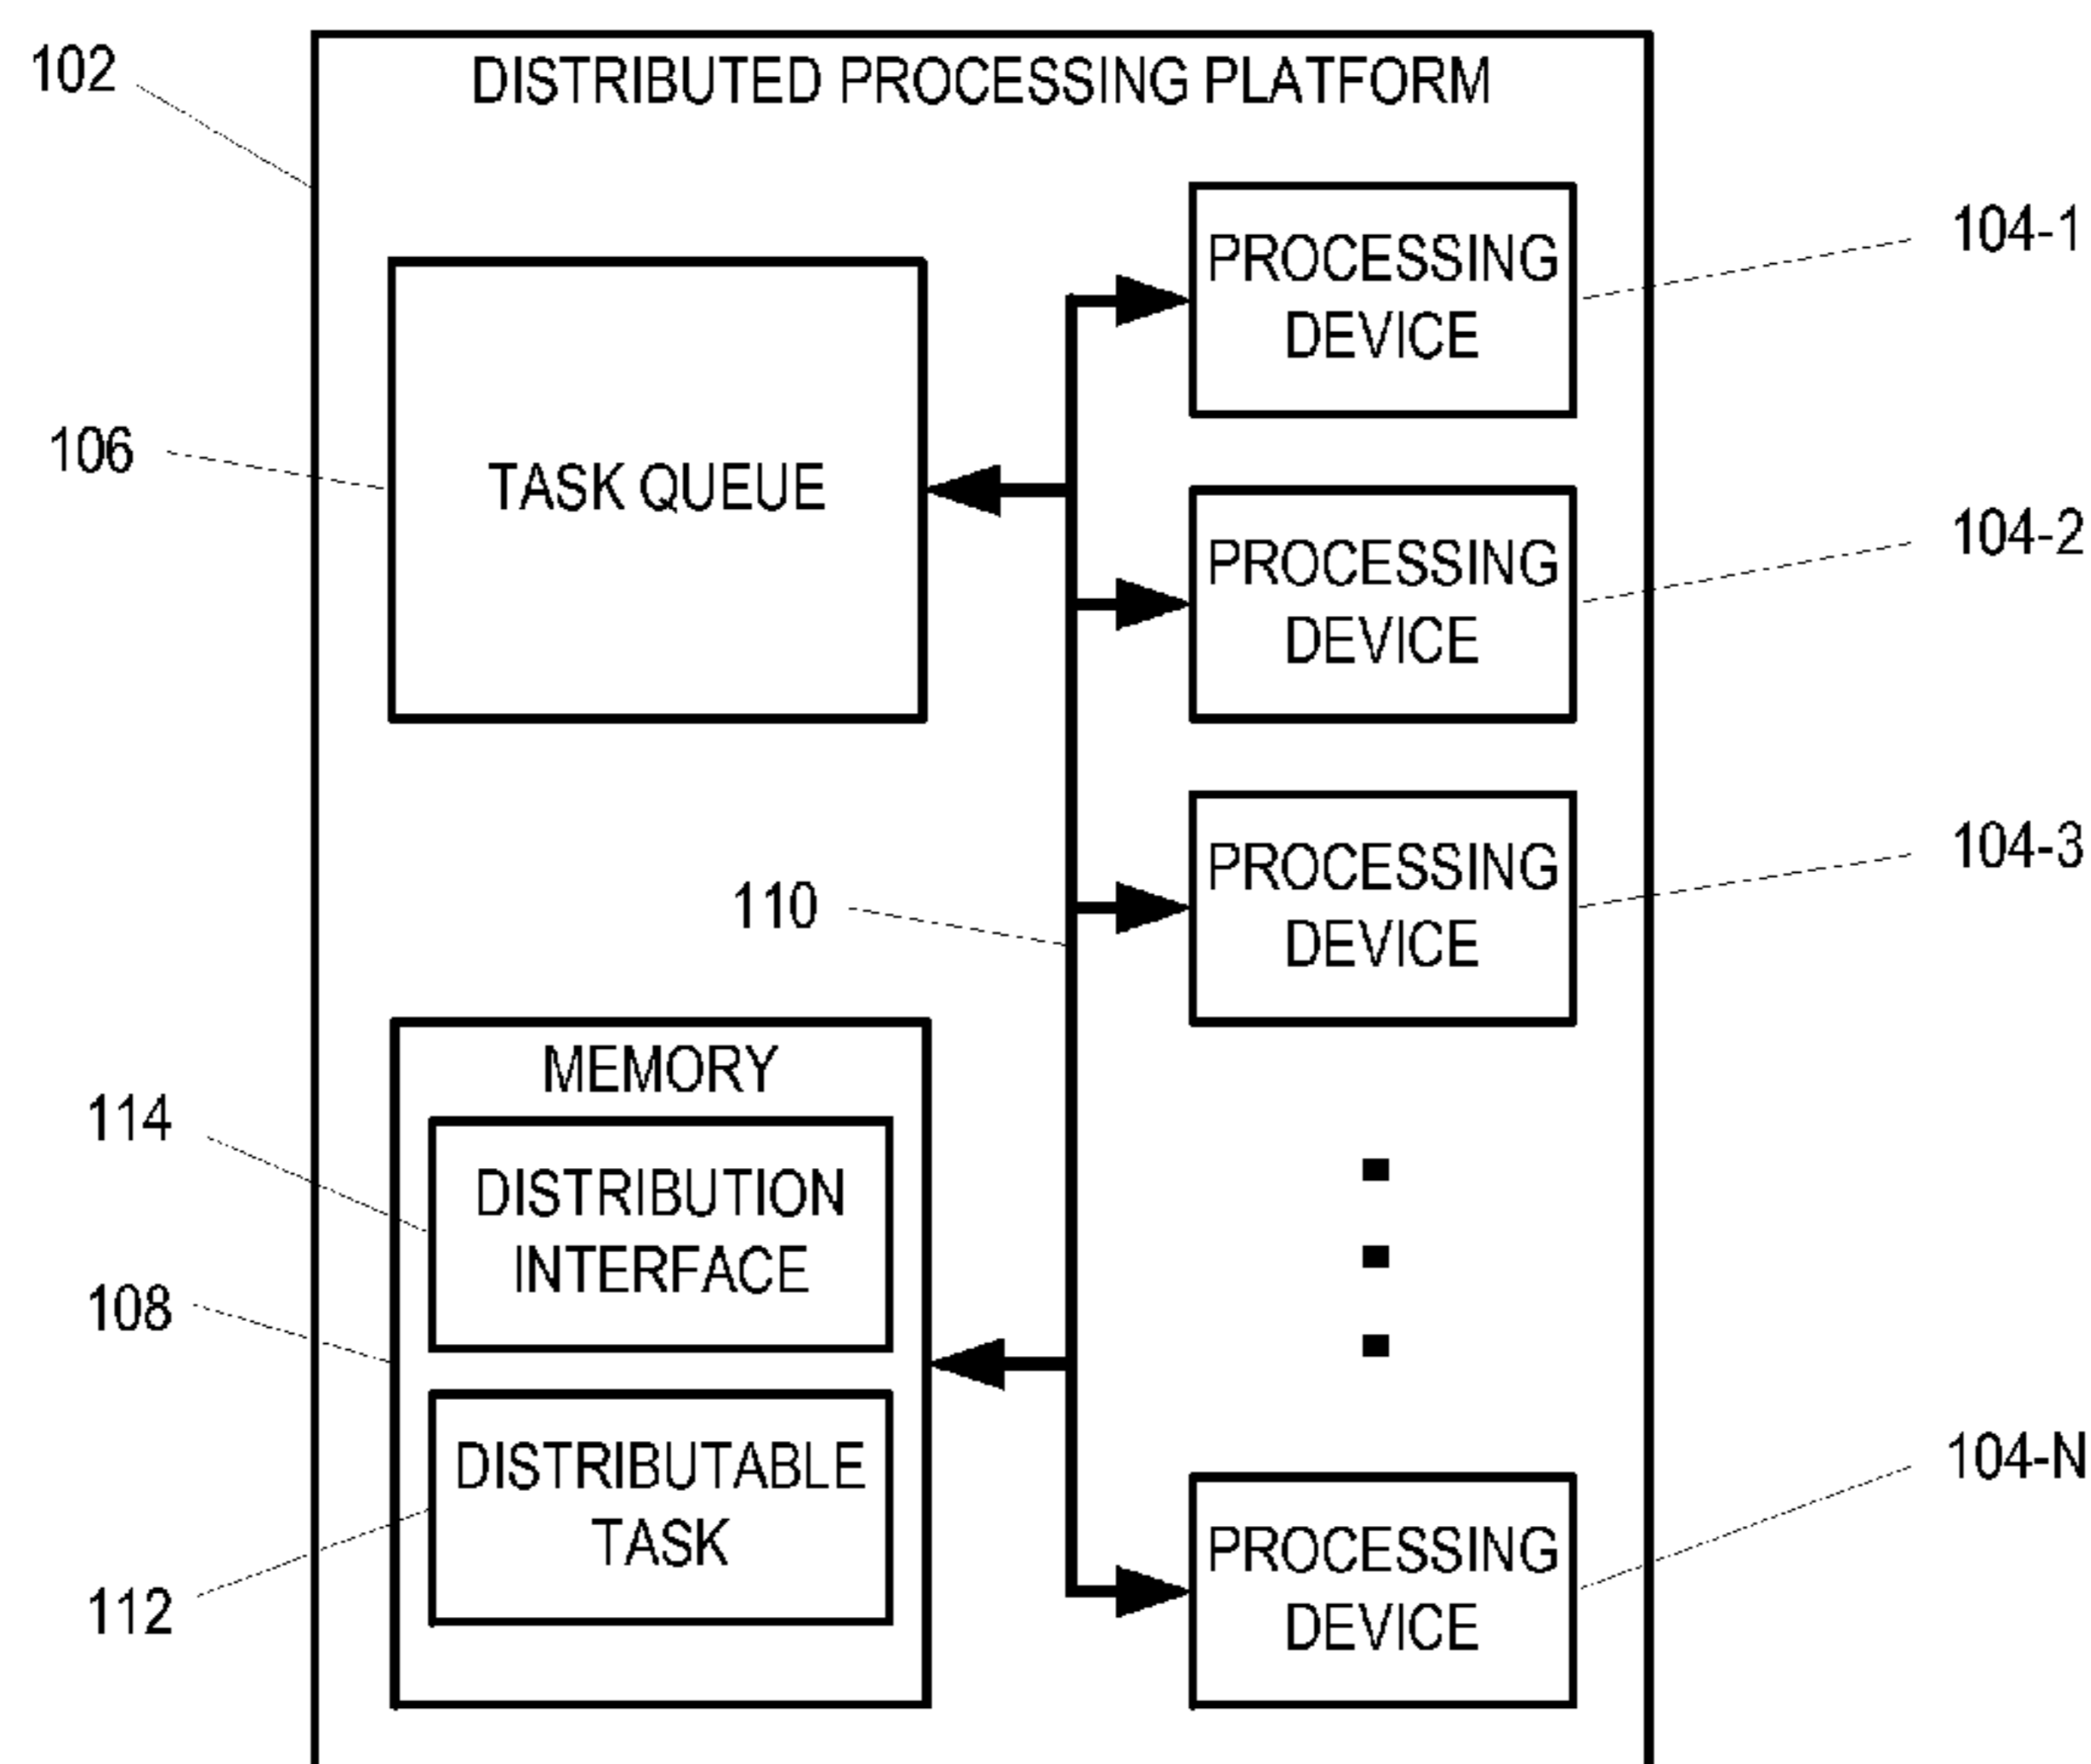 102
DISTRIBUTED PROCESSING PLATFORM
104-1
PROCESSING
DEVICE
106
TASK QUEUE
104-2
PROCESSING
DEVICE
104-3
PROCESSING
DEVICE
110
MEMORY
114
DISTRIBUTION
INTERFACE
108
DISTRIBUTABLE
TASK
112
104-N
PROCESSING
DEVICE